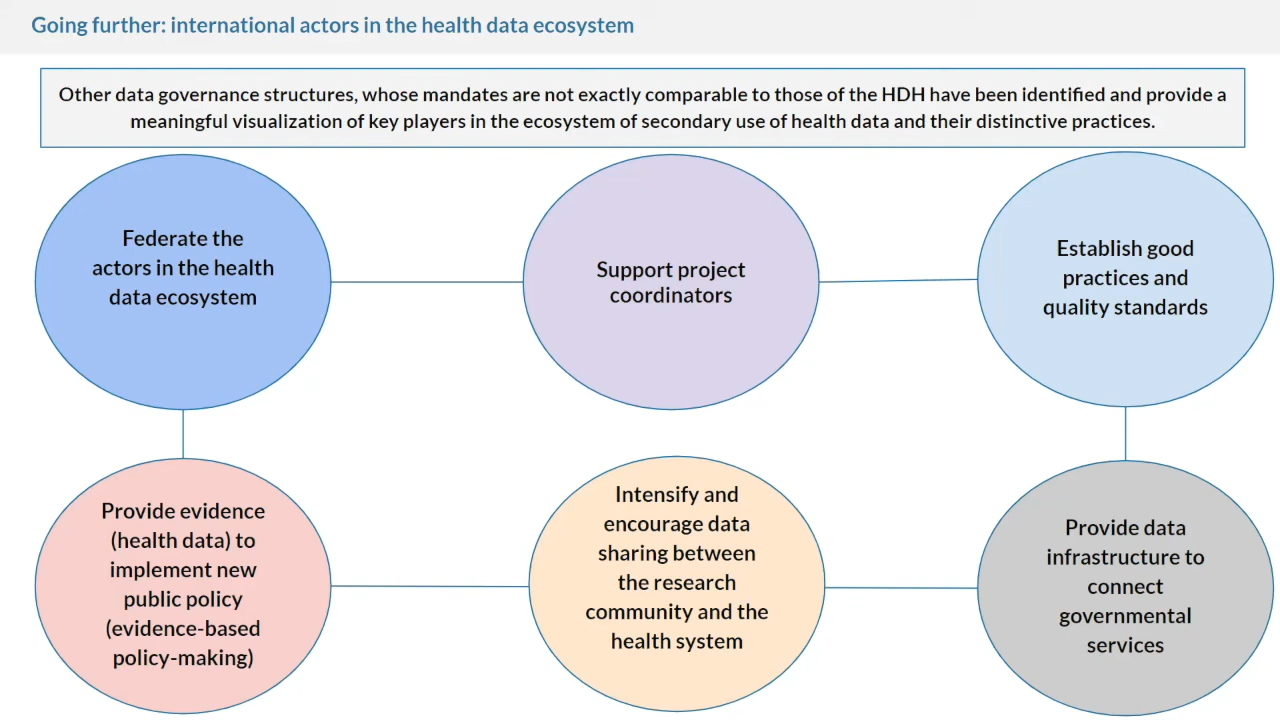 Going further: international actors in the health data ecosystem
Other data governance structures, whose mandates are not exactly comparable to those of the HDH have been identified and provide a
meaningful visualization of key players in the ecosystem of secondary use of health data and their distinctive practices.
Federate the
actors in the health
data ecosystem
Support project
coordinators
Establish good
practices and
quality standards
Provide evidence
(health data) to
implement new
public policy
(evidence-based
policy-making)
Intensify and
encourage data
sharing between
the research
community and the
health system
Provide data
infrastructure to
connect
governmental
services